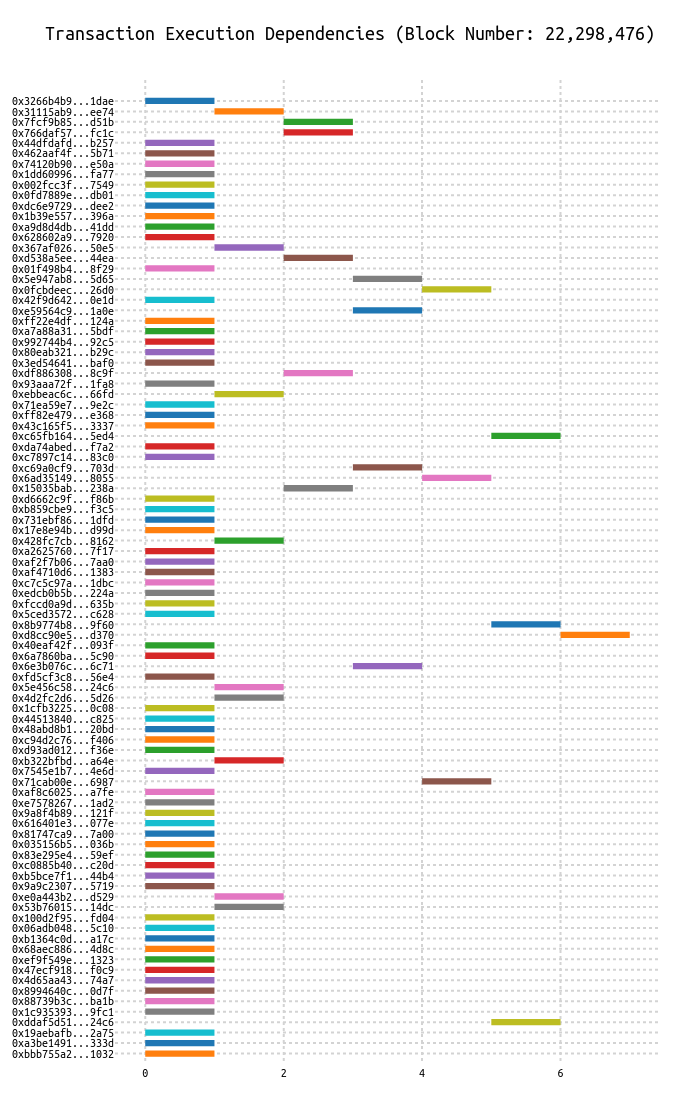 Transaction Execution Dependencies (Block Number: 22,298,476)
0x3266b4b9...1dae
0x31115ab9...ee74
0x7fcf9b85...d51b
0x766daf57...fc1c
0x44dfdafd...b257
0x462aaf4f...5b71
0x74120b90...e50a
0x1dd60996...fa77
0x002fcc3f...7549
0x0fd7889e...db01
0xdc6e9729...dee2
0x1b39e557...396a
0xa9d8d4db...41dd
0x628602a9...7920
0x367af026...50e5
0xd538a5ee...44ea
0x01f498b4...8f29
0x5e947ab8...5d65
0x0fcbdeec...26d0
0x42f9d642...0e1d
0xe59564c9...1a0e
0xff22e4df...124a
0xa7a88a31...5bdf
0x992744b4...92c5
0x80eab321...b29c
0x3ed54641...baf0
0xdf886308...8c9f
0x93aaa72f...1fa8
0xebbeac6c...66fd
0x71ea59e7...9e2c
0xff82e479...e368
0x43c165f5...3337
0xc65fb164...5ed4
0xda74abed...f7a2
0xc7897c14...83c0
0xc69a0cf9...703d
0x6ad35149...8055
0x15035bab...238a
0xd6662c9f...f86b
0xb859cbe9...f3c5
0x731ebf86...1dfd
0x17e8e94b...d99d
0x428fc7cb...8162
0xa2625760...7f17
0xaf2f7b06...7aa0
0xaf4710d6...1383
0xc7c5c97a...1dbc
0xedcb0b5b...224a
0xfccd0a9d...635b
0x5ced3572...c628
0x8b9774b8...9f60
0xd8cc90e5...d370
0x40eaf42f...093f
0x6a7860ba...5c90
0x6e3b076c...6c71
0xfd5cf3c8...56e4
0x5e456c58...24c6
0x4d2fc2d6...5d26
0x1cfb3225...0c08
0x44513840...c825
0x48abd8b1...20bd
0xc94d2c76...f406
0xd93ad012...f36e
0xb322bfbd...a64e
0x7545e1b7...4e6d
0x71cab00e...6987
0xaf8c6025...a7fe
0xe7578267...1ad2
0x9a8f4b89...121f
0x616401e3...077e
0x81747ca9...7a00
0x035156b5...036b
0x83e295e4...59ef
0xc0885b40...c20d
0xb5bce7f1...44b4
0x9a9c2307...5719
0xe0a443b2...d529
0x53b76015...14dc
0x100d2f95...fd04
0x06adb048...5c10
0xb1364c0d...a17c
0x68aec886...4d8c
0xef9f549e...1323
0x47ecf918...f0c9
0x4d65aa43...74a7
0x8994640c...0d7f
0x88739b3c...ba1b
0x1c935393...9fc1
0xddaf5d51...24c6
0x19aebafb...2a75
0xa3be1491...333d
0xbbb755a2...1032
0 2 4 6